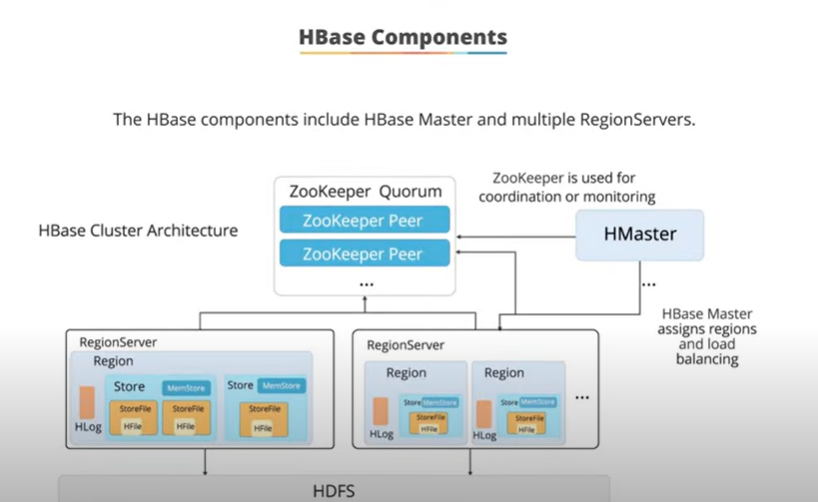 HBase Components
The HBase components include HBase Master and multiple RegionServers.
ZooKeeper Quorum
ZooKeeper Peer
ZooKeeper Peer
...
ZooKeeper is used for
coordination or monitoring
HBase Cluster Architecture
HMaster
...
HBase Master
assigns regions
and load
balancing
RegionServer
Region
HLog
Store
MemStore
StoreFile
HFile
StoreFile
HFile
Store
MemStore
StoreFile
HFile
RegionServer
Region
HLog
Store
MemStore
StoreFile
HFile
Region
HLog
Store
MemStore
StoreFile
HFile
...
HDFS